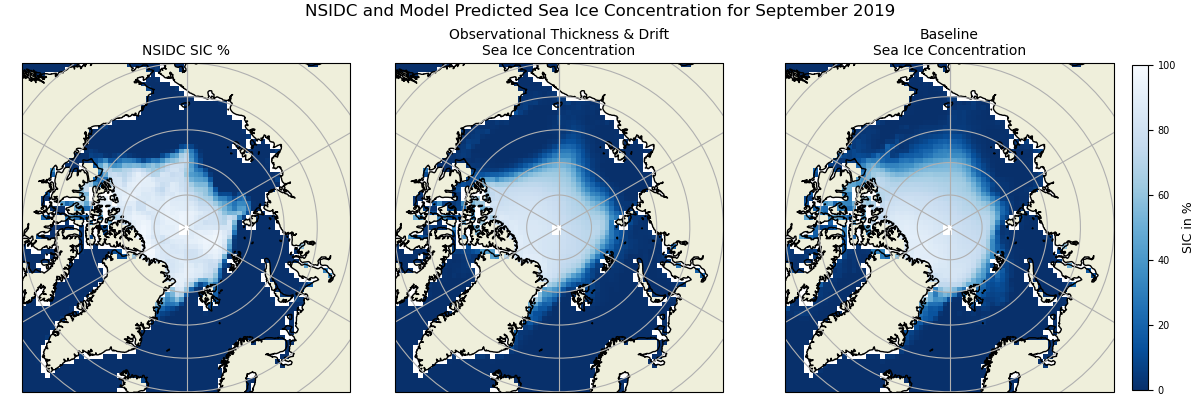 NSIDC and Model Predicted Sea Ice Concentration for September 2019
NSIDC SIC %
Observational Thickness & Drift
Sea Ice Concentration
Baseline
Sea Ice Concentration
100
80
60
40
20
0
SIC in %